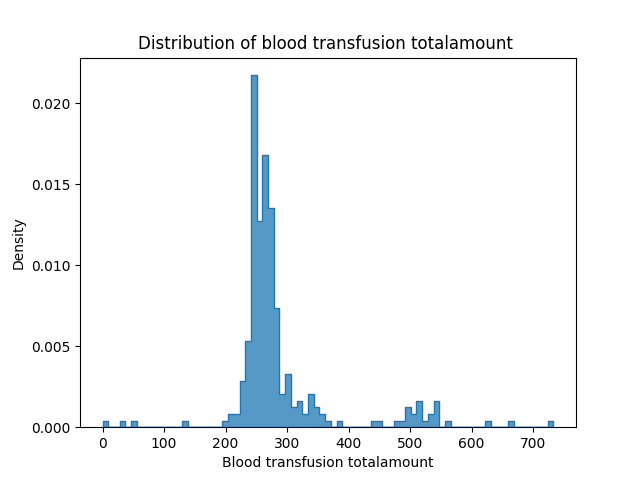 Distribution of blood transfusion totalamount
0.020
0.015
0.010
0.005
0.000
Density
0 100 200 300 400 500 600 700
Blood transfusion totalamount